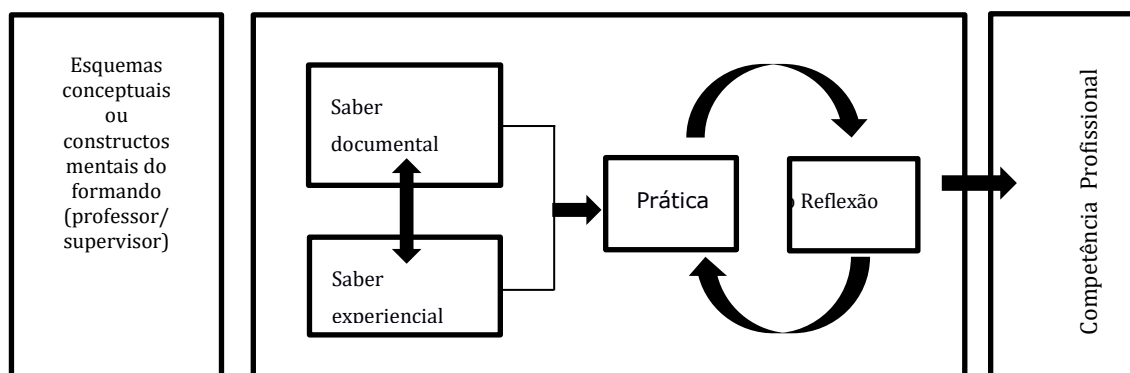 Esquemas
conceptuais
ou
constructos
mentais do
formando
(professor/
supervisor)
Saber
documental
Saber
experiencial
Prática
Reflexão
Competência Profissional